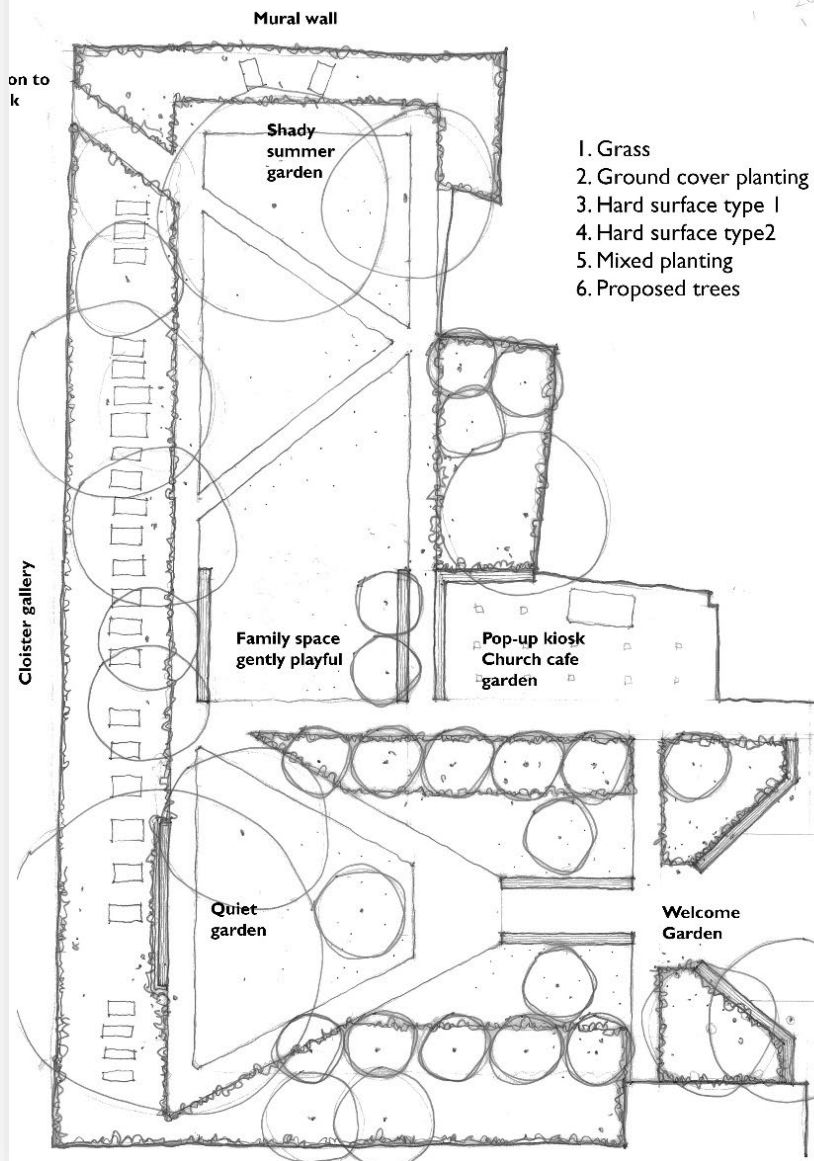 Mural wall
on to
k
Shady
summer
garden
1. Grass
2. Ground cover planting
3. Hard surface type 1
4. Hard surface type2
5. Mixed planting
6. Proposed trees
Cloister gallery
Family space
gently playful
Pop-up kiosk
Church cafe
garden
Quiet
garden
Welcome
Garden